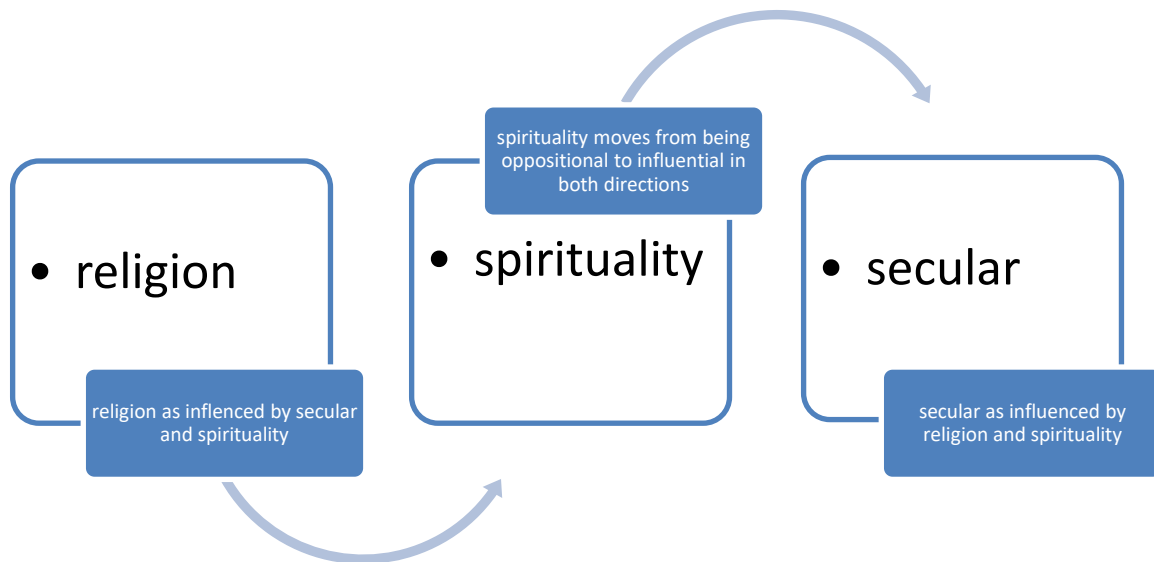 • religion
religion as inflenced by secular
and spirituality
spirituality moves from being
oppositional to influential in
both directions
• spirituality
• secular
secular as influenced by
religion and spirituality